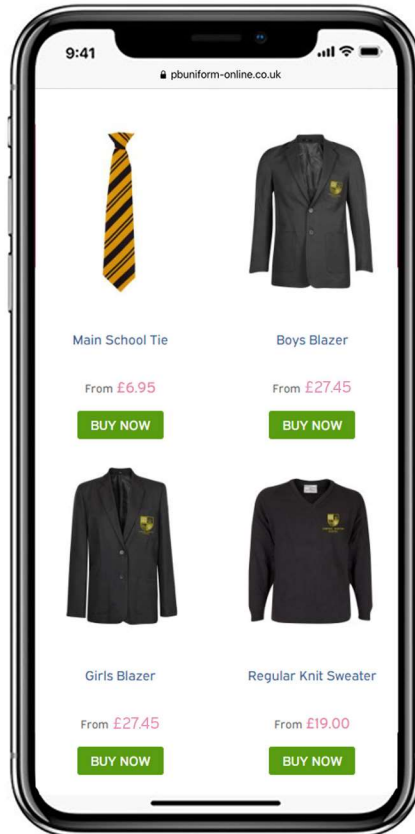 9:41
pbuniform-online.co.uk
Main School Tie
Boys Blazer
From £6.95
From £27.45
BUY NOW
BUY NOW
Girls Blazer
Regular Knit Sweater
From £27.45
From £19.00
BUY NOW
BUY NOW